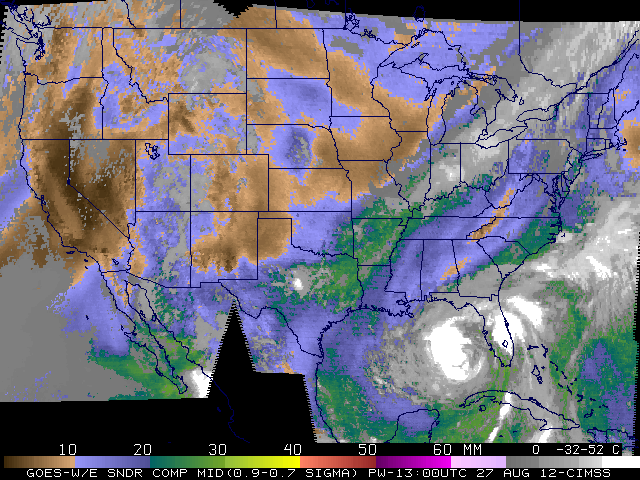 10 20 30 40 50 60 MM 0 -32-52 C
GOES-W/E SNDR COMP MID(0.9-0.7 SIGMA) PW-13:00UTC 27 AUG 12-CIMSS